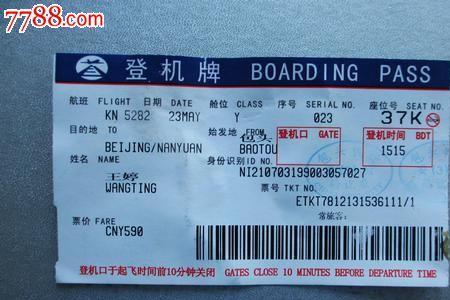 7788.com
登机牌 BOARDING PASS
航班 FLIGHT 日期 DATE 舱位 CLASS 序号 SERIAL NO. 座位号 SEAT NO.
KN 5282 23MAY Y 023 37K
目的地 TO 始发地 FROM 登机口 GATE 登机时间 BDT
包头
BEIJING/NANYUAN BAOTOU 1515
姓名 NAME 身份识别 ID NO.
王婷 NI210703199003057027
WANGTING 票号 TKT NO.
ETKT7812131536111/1
常旅客:
票价 FARE
CNY590
登机口于起飞时间前10分钟关闭 GATES CLOSE 10 MINUTES BEFORE DEPARTURE TIME